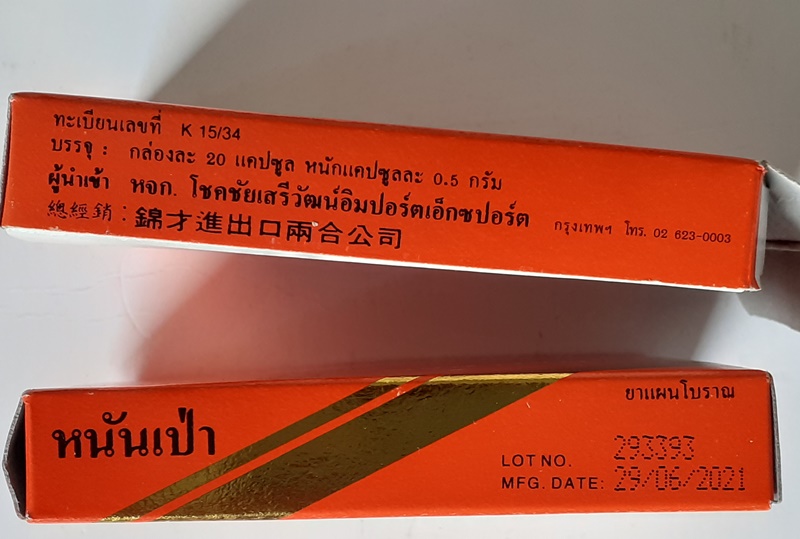 ทะเบียนเลขที่ K 15/34
บรรจุ : กล่องละ 20 แคปซูล หนักแคปซูลละ 0.5 กรัม
ผู้นำเข้า หจก. โชคชัยเสรีวัฒน์อิมปอร์ตเอ็กซปอร์ต กรุงเทพฯ โทร. 02 623-0003
總經銷 : 錦才進出口兩合公司
ยาแผนโบราณ
หนันเป่า
LOT NO. 293393
MFG. DATE: 29/06/2021